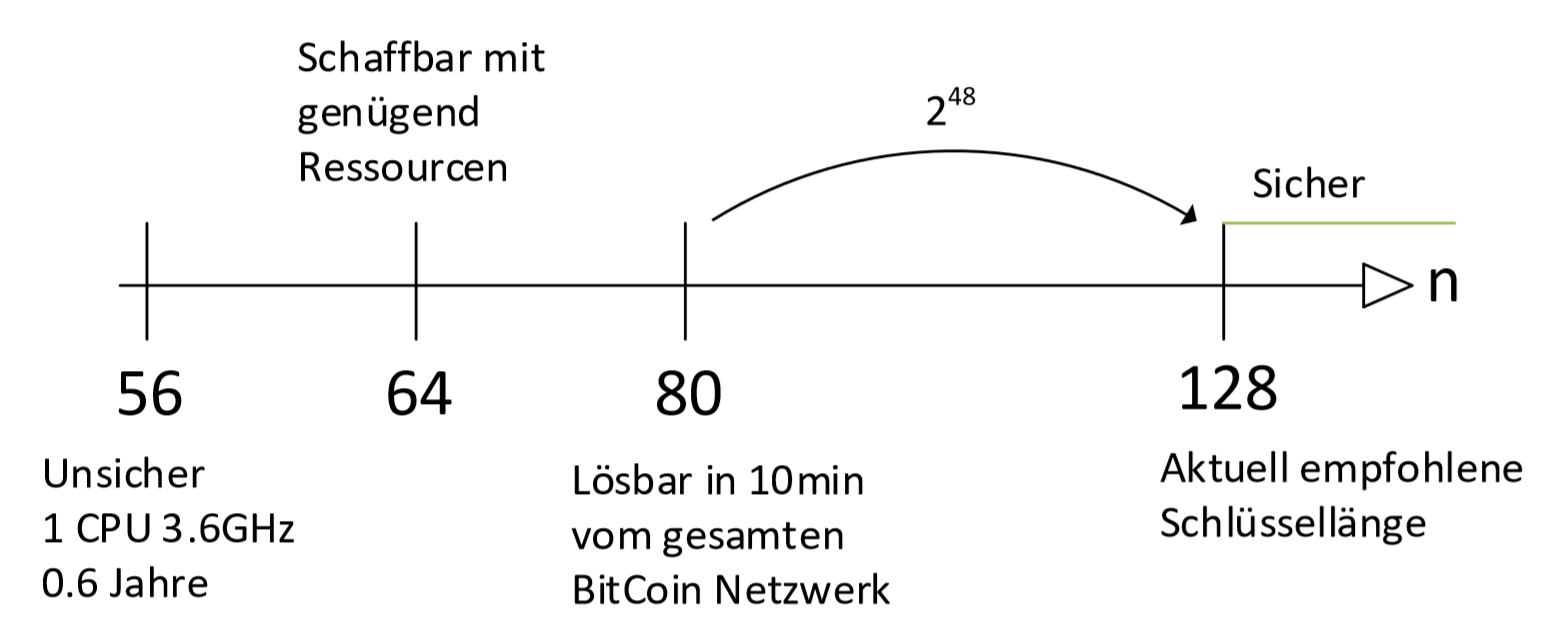 Schaffbar mit
genügend
Ressourcen
2^48
Sicher
n
56
64
80
128
Unsicher
1 CPU 3.6GHz
0.6 Jahre
Lösbar in 10min
vom gesamten
BitCoin Netzwerk
Aktuell empfohlene
Schlüssellänge